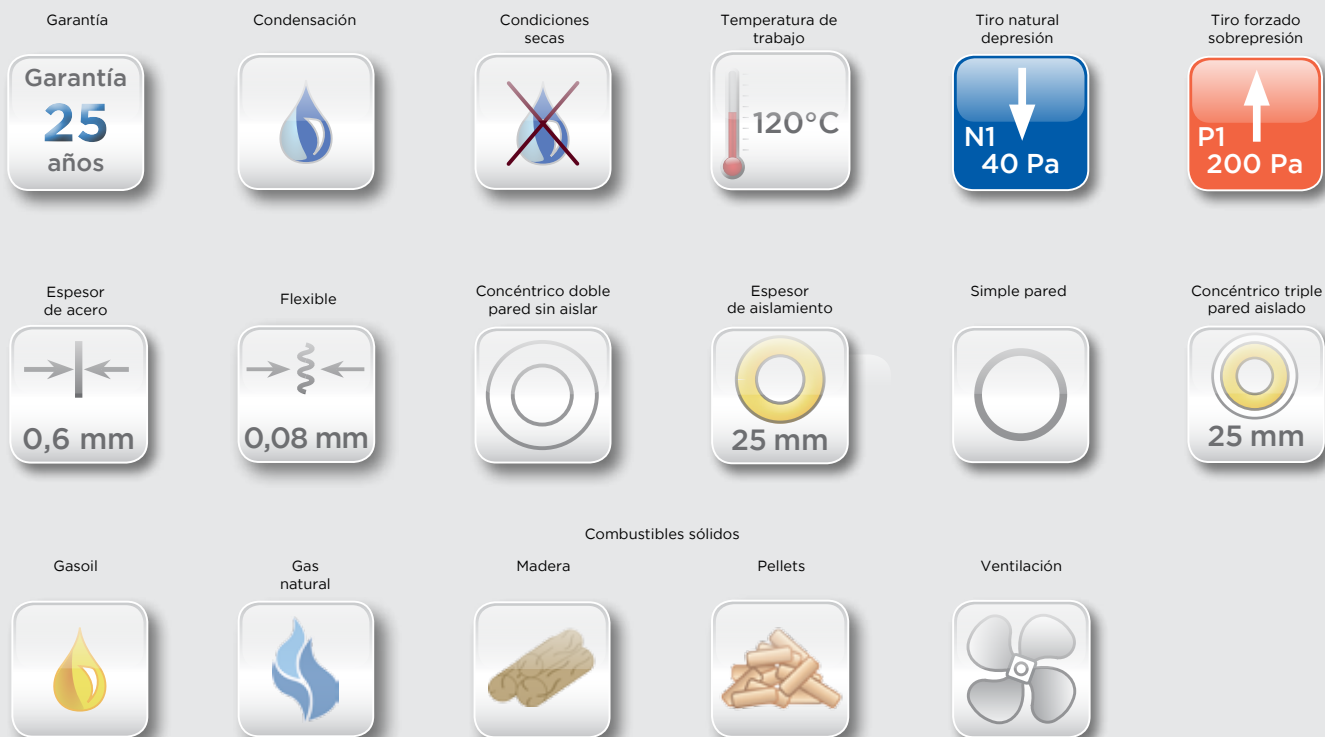 Garantía
Condensación
Condiciones
secas
Temperatura de
trabajo
Tiro natural
depresión
Tiro forzado
sobrepresión
Garantía
25
años
120°C
N1
40 Pa
P1
200 Pa
Espesor
de acero
Flexible
Concéntrico doble
pared sin aislar
Espesor
de aislamiento
Simple pared
Concéntrico triple
pared aislado
0,6 mm
0,08 mm
25 mm
25 mm
Combustibles sólidos
Gasoil
Gas
natural
Madera
Pellets
Ventilación